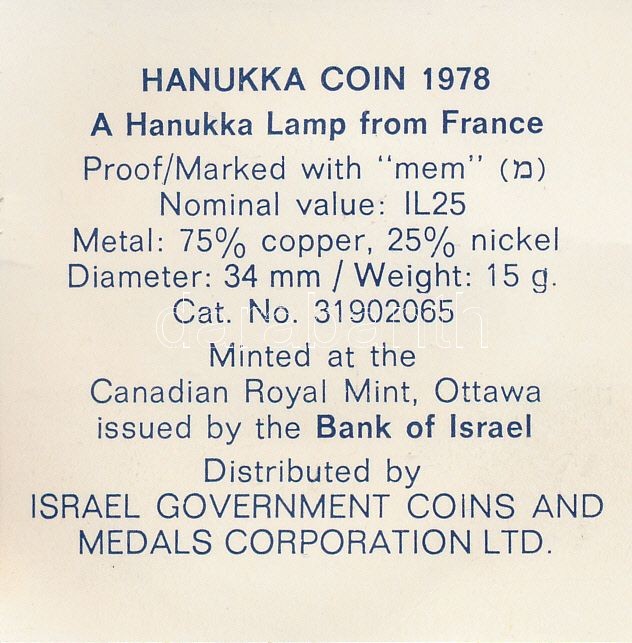 HANUKKA COIN 1978
A Hanukka Lamp from France
Proof/Marked with "mem" (מ)
Nominal value: IL25
Metal: 75% copper, 25% nickel
Diameter: 34 mm / Weight: 15 g.
Cat. No. 31902065
darabanth
Minted at the
Canadian Royal Mint, Ottawa
issued by the Bank of Israel
Distributed by
ISRAEL GOVERNMENT COINS AND
MEDALS CORPORATION LTD.